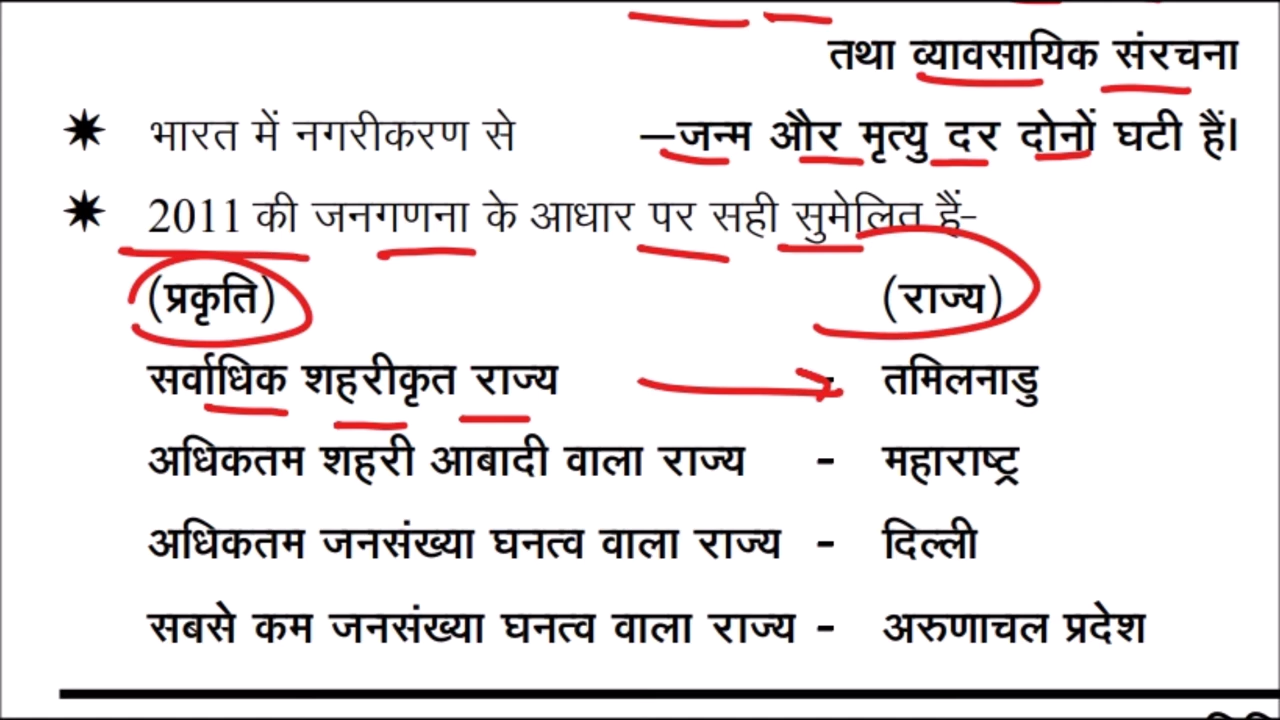 तथा व्यावसायिक संरचना
✷ भारत में नगरीकरण से –जन्म और मृत्यु दर दोनों घटी हैं।
✷ 2011 की जनगणना के आधार पर सही सुमेलित हैं-
(प्रकृति) (राज्य)
सर्वाधिक शहरीकृत राज्य - तमिलनाडु
अधिकतम शहरी आबादी वाला राज्य - महाराष्ट्र
अधिकतम जनसंख्या घनत्व वाला राज्य - दिल्ली
सबसे कम जनसंख्या घनत्व वाला राज्य - अरुणाचल प्रदेश